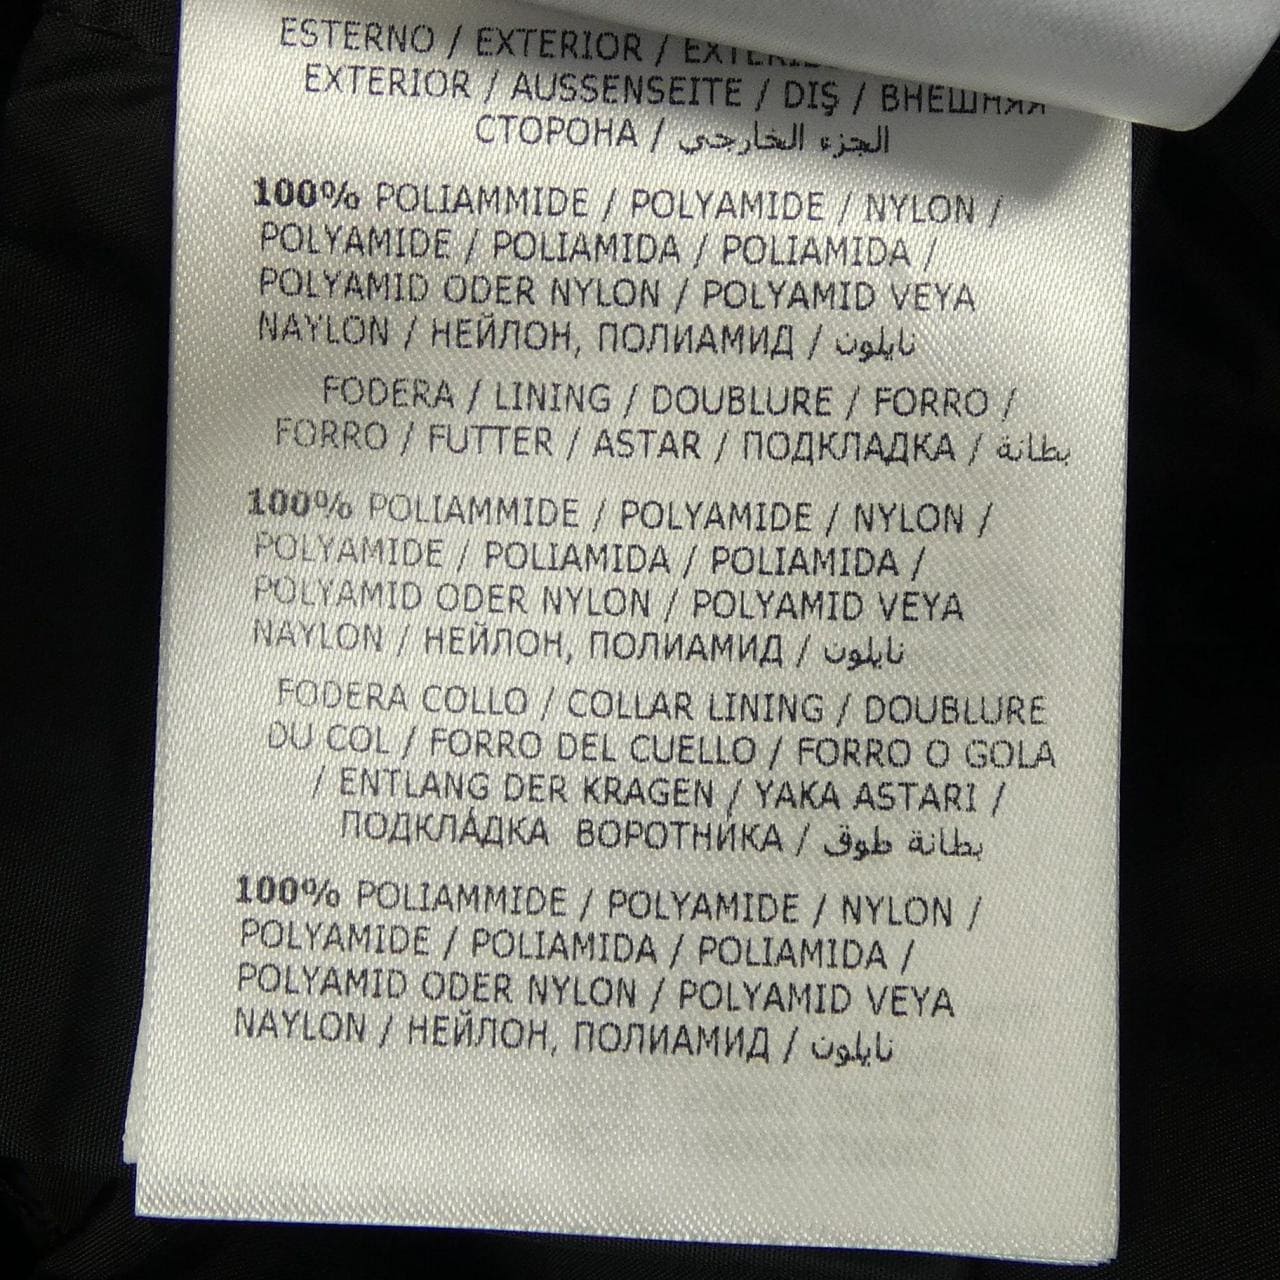 ESTERNO / EXTERIOR /
EXTERIOR / AUSSENSEITE / DIŞ / ВНЕШНЯЯ
СТОРОНА / الجزء الخارجي
100% POLIAMMIDE / POLYAMIDE / NYLON /
POLYAMIDE / POLIAMIDA / POLIAMIDA /
POLYAMID ODER NYLON / POLYAMID VEYA
NAYLON / НЕЙЛОН, ПОЛИАМИД / نايلون
FODERA / LINING / DOUBLURE / FORRO /
FORRO / FUTTER / ASTAR / ПОДКЛАДКА / بطانة
100% POLIAMMIDE / POLYAMIDE / NYLON /
POLYAMIDE / POLIAMIDA / POLIAMIDA /
POLYAMID ODER NYLON / POLYAMID VEYA
NAYLON / НЕЙЛОН, ПОЛИАМИД / نايلون
FODERA COLLO / COLLAR LINING / DOUBLURE
DU COL / FORRO DEL CUELLO / FORRO O GOLA
/ ENTLANG DER KRAGEN / YAKA ASTARI /
ПОДКЛА́ДКА ВОРОТНИ́КА / بطانة طوق
100% POLIAMMIDE / POLYAMIDE / NYLON /
POLYAMIDE / POLIAMIDA / POLIAMIDA /
POLYAMID ODER NYLON / POLYAMID VEYA
NAYLON / НЕЙЛОН, ПОЛИАМИД / نايلون